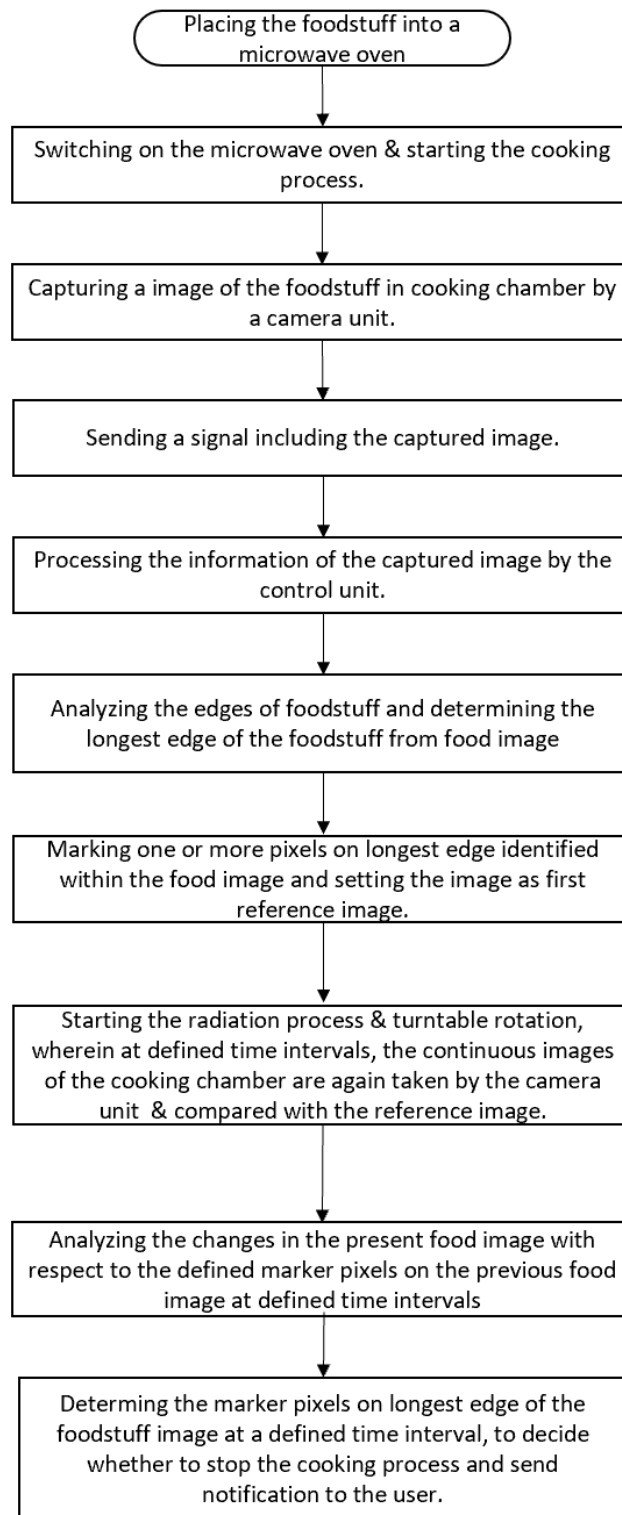 Placing the foodstuff into a
microwave oven
Switching on the microwave oven & starting the cooking
process.
Capturing a image of the foodstuff in cooking chamber by
a camera unit.
Sending a signal including the captured image.
Processing the information of the captured image by the
control unit.
Analyzing the edges of foodstuff and determining the
longest edge of the foodstuff from food image
Marking one or more pixels on longest edge identified
within the food image and setting the image as first
reference image.
Starting the radiation process & turntable rotation,
wherein at defined time intervals, the continuous images
of the cooking chamber are again taken by the camera
unit & compared with the reference image.
Analyzing the changes in the present food image with
respect to the defined marker pixels on the previous food
image at defined time intervals
Determing the marker pixels on longest edge of the
foodstuff image at a defined time interval, to decide
whether to stop the cooking process and send
notification to the user.